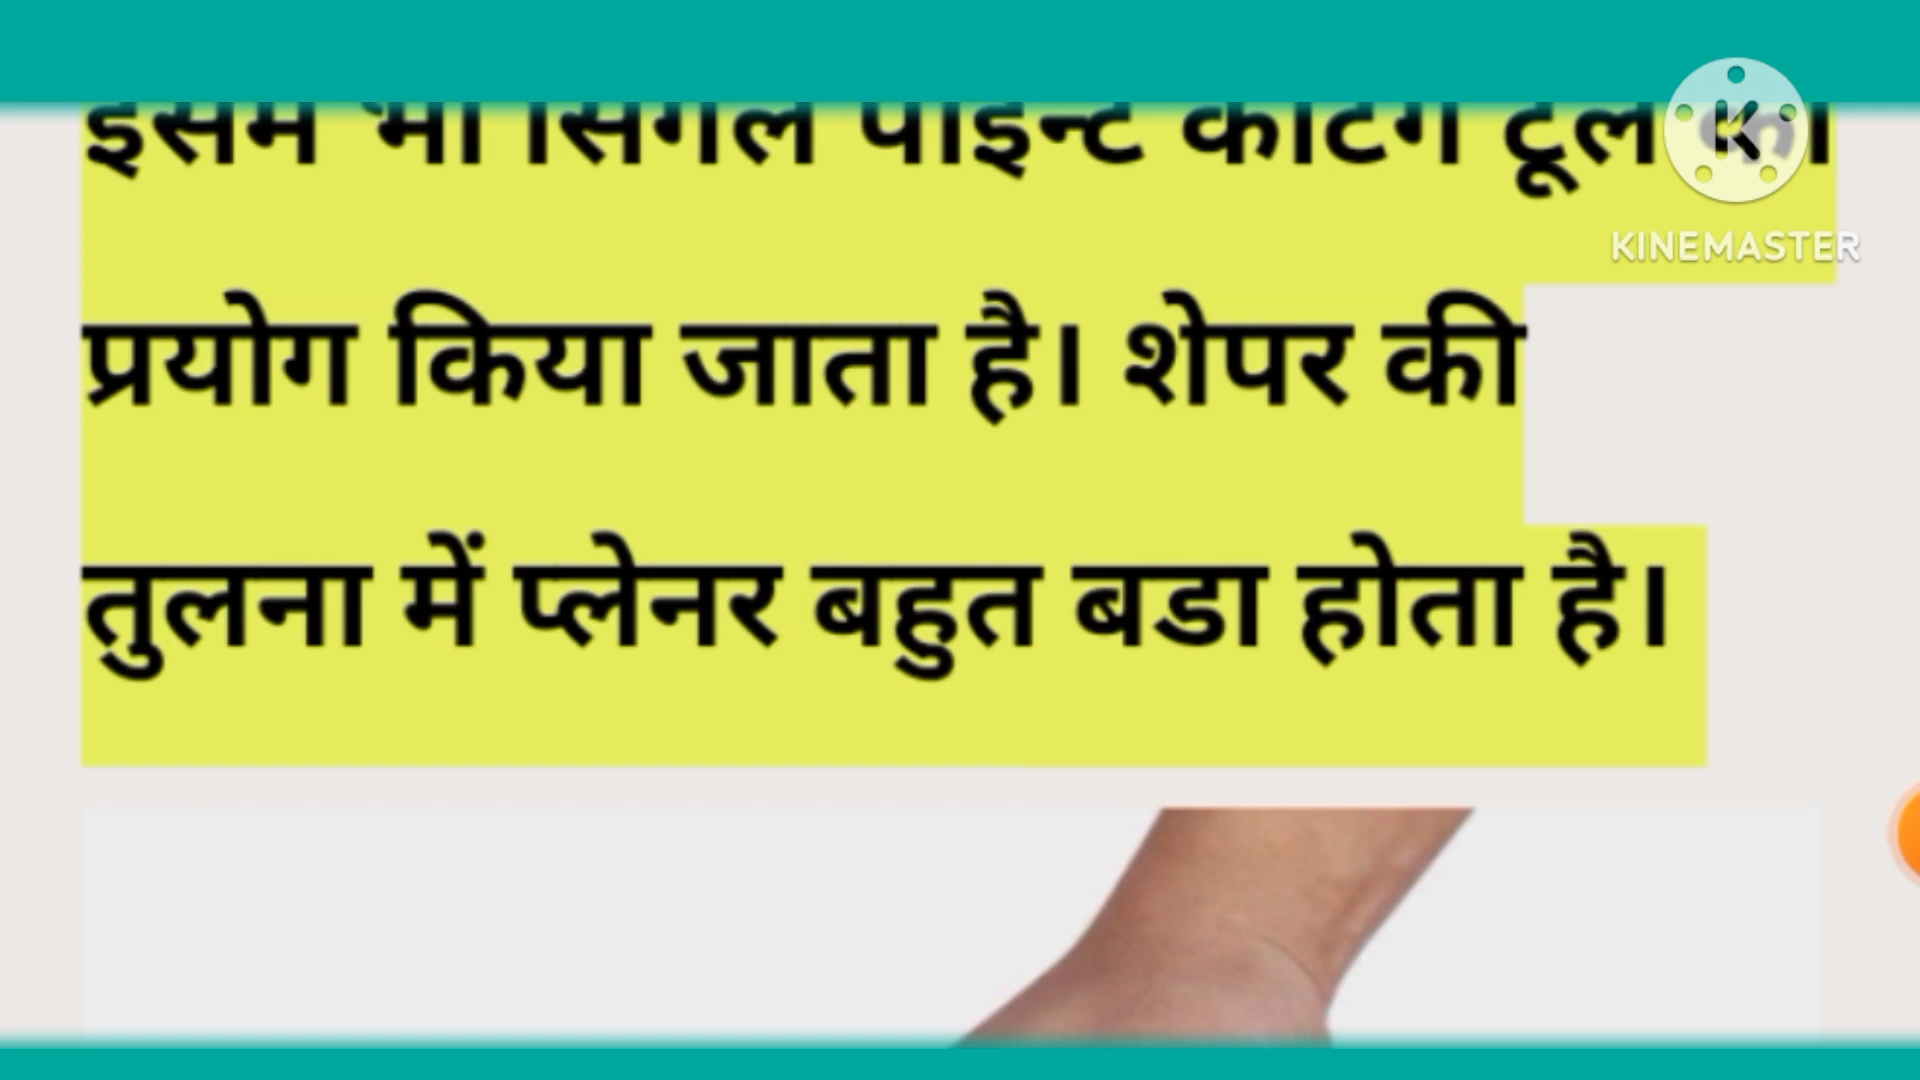 इसमें भी सिंगल पाइन्ट कटिंग टूल का
प्रयोग किया जाता है। शेपर की
तुलना में प्लेनर बहुत बडा होता है।
KINEMASTER